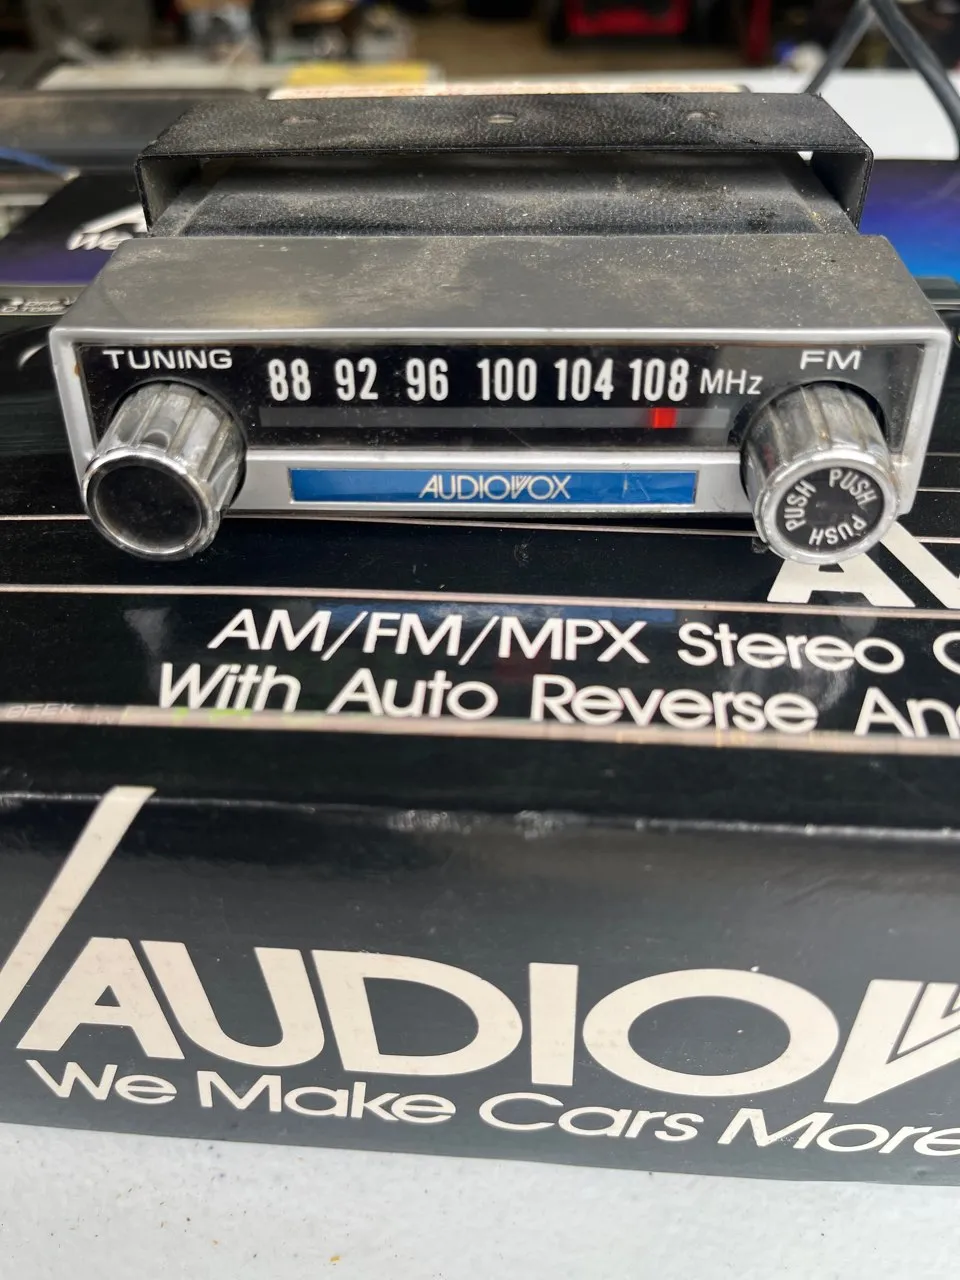 TUNING
88 92 96 100 104 108 MHz
FM
AUDIOVOX
PUSH PUSH PUSH
AV
AM/FM/MPX Stereo
With Auto Reverse
AUDIOV
We Make Cars More